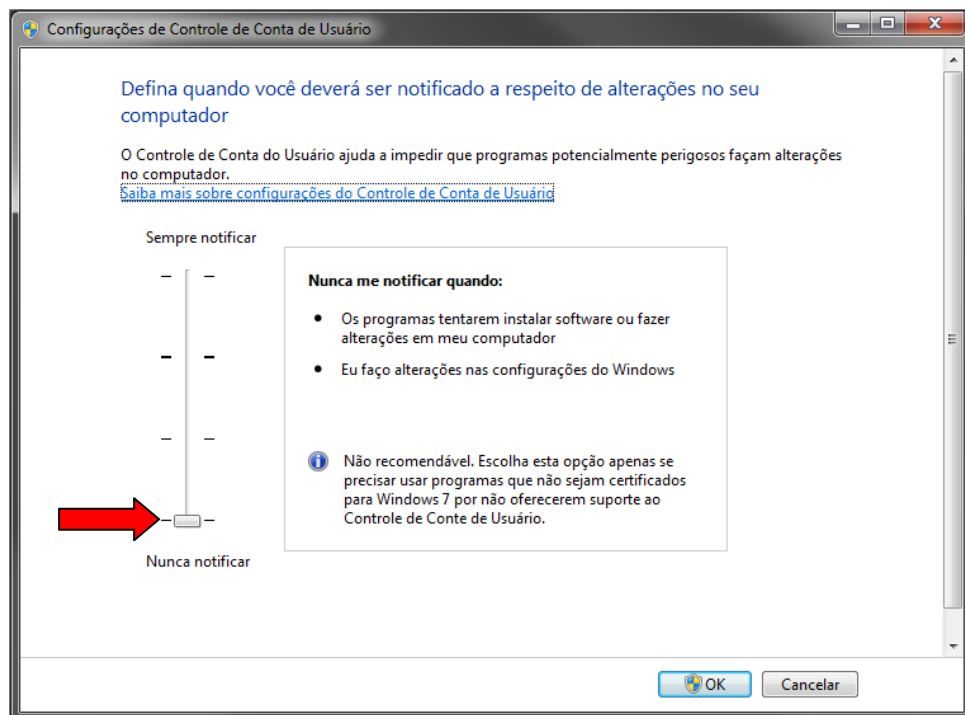 Configurações de Controle de Conta de Usuário
Defina quando você deverá ser notificado a respeito de alterações no seu
computador
O Controle de Conta do Usuário ajuda a impedir que programas potencialmente perigosos façam alterações
no computador.
Saiba mais sobre configurações do Controle de Conta de Usuário
Sempre notificar
Nunca me notificar quando:
• Os programas tentarem instalar software ou fazer
alterações em meu computador
• Eu faço alterações nas configurações do Windows
Não recomendável. Escolha esta opção apenas se
precisar usar programas que não sejam certificados
para Windows 7 por não oferecerem suporte ao
Controle de Conte de Usuário.
Nunca notificar
OK
Cancelar